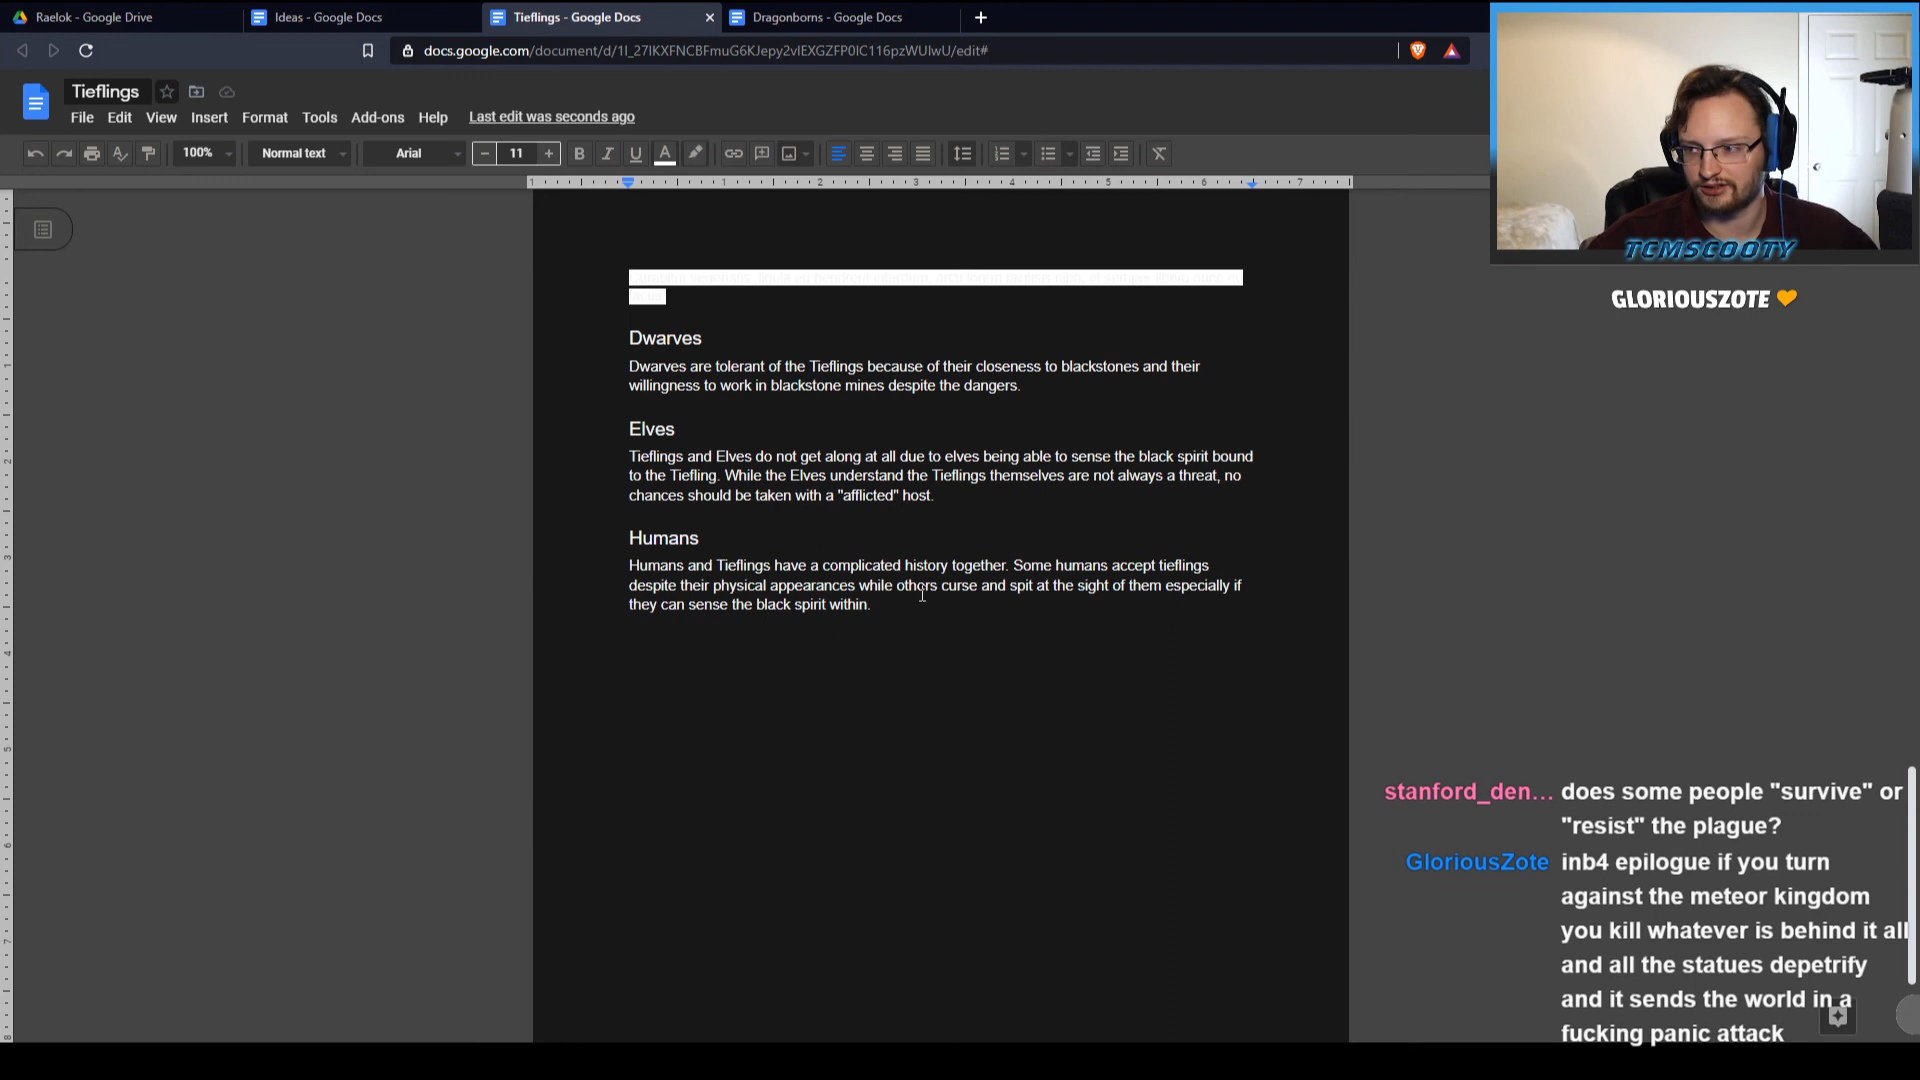 Raelok - Google Drive
Ideas - Google Docs
Tieflings - Google Docs
Dragonborns - Google Docs
docs.google.com/document/d/1I_27IKXFNCBFmuG6KJepy2vIEXGZFP0IC116pzWUIwU/edit#
Tieflings
File Edit View Insert Format Tools Add-ons Help Last edit was seconds ago
100% Normal text Arial 11
1 1 2 3 4 5 6 7
Dwarves
Dwarves are tolerant of the Tieflings because of their closeness to blackstones and their
willingness to work in blackstone mines despite the dangers.
Elves
Tieflings and Elves do not get along at all due to elves being able to sense the black spirit bound
to the Tiefling. While the Elves understand the Tieflings themselves are not always a threat, no
chances should be taken with a "afflicted" host.
Humans
Humans and Tieflings have a complicated history together. Some humans accept tieflings
despite their physical appearances while others curse and spit at the sight of them especially if
they can sense the black spirit within.
TCMSCOOTY
GLORIOUSZOTE
stanford_den... does some people "survive" or
"resist" the plague?
GloriousZote inb4 epilogue if you turn
against the meteor kingdom
you kill whatever is behind it all
and all the statues depetrify
and it sends the world in a
fucking panic attack